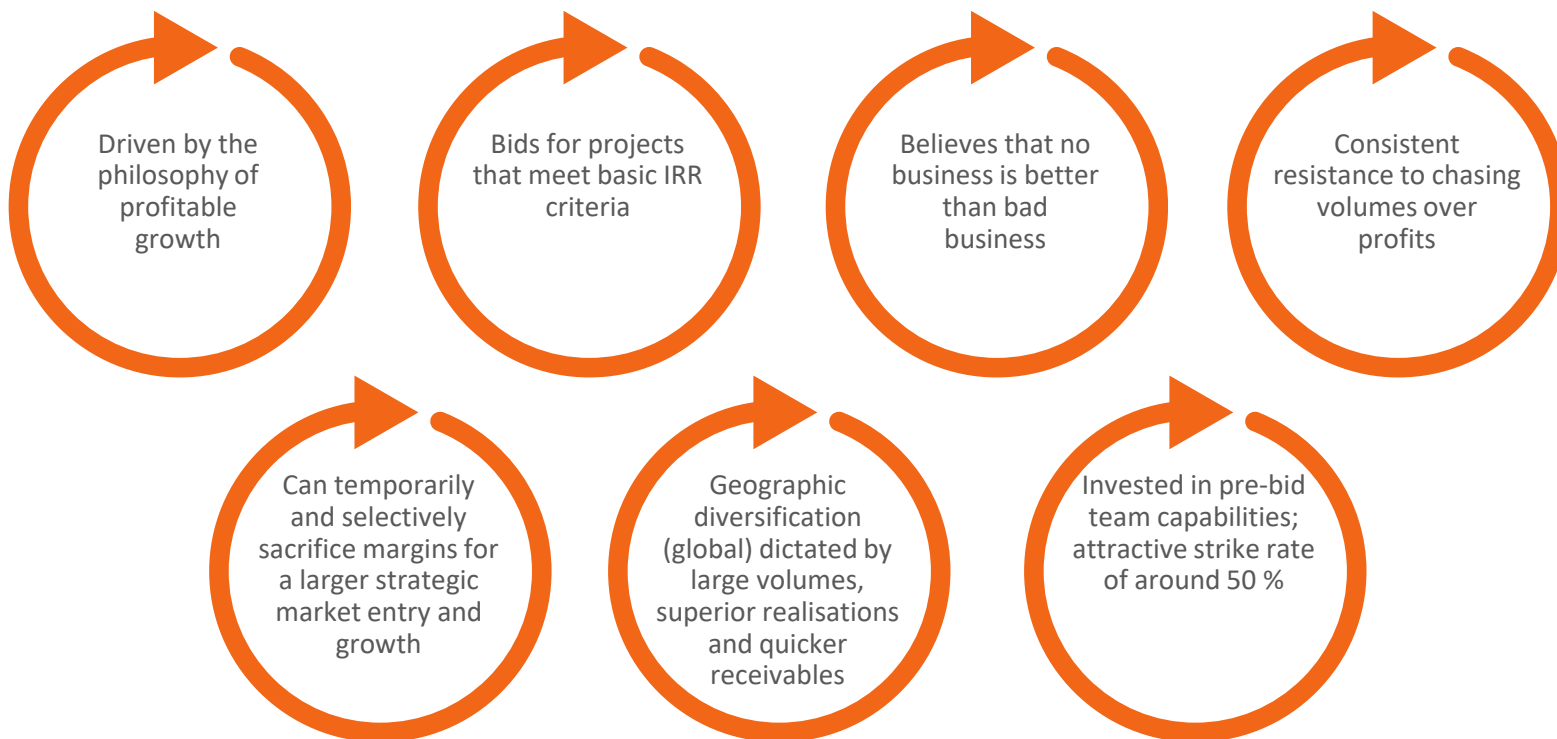 Driven by the
philosophy of
profitable
growth
Bids for projects
that meet basic IRR
criteria
Believes that no
business is better
than bad
business
Consistent
resistance to chasing
volumes over
profits
Can temporarily
and selectively
sacrifice margins for
a larger strategic
market entry and
growth
Geographic
diversification
(global) dictated by
large volumes,
superior realisations
and quicker
receivables
Invested in pre-bid
team capabilities;
attractive strike rate
of around 50 %